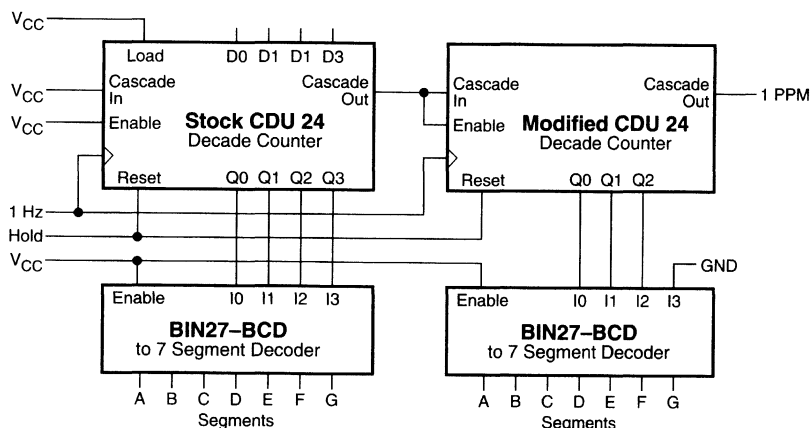 VCC
Load D0 D1 D1 D3
Cascade In
Cascade Out
VCC
Stock CDU 24
VCC
Enable
Decade Counter
Reset Q0 Q1 Q2 Q3
Cascade In
Cascade Out
1 PPM
Enable
Modified CDU 24
Decade Counter
Reset Q0 Q1 Q2
1 Hz
Hold
VCC
GND
Enable I0 I1 I2 I3
BIN27–BCD
to 7 Segment Decoder
A B C D E F G
Segments
Enable I0 I1 I2 I3
BIN27–BCD
to 7 Segment Decoder
A B C D E F G
Segments